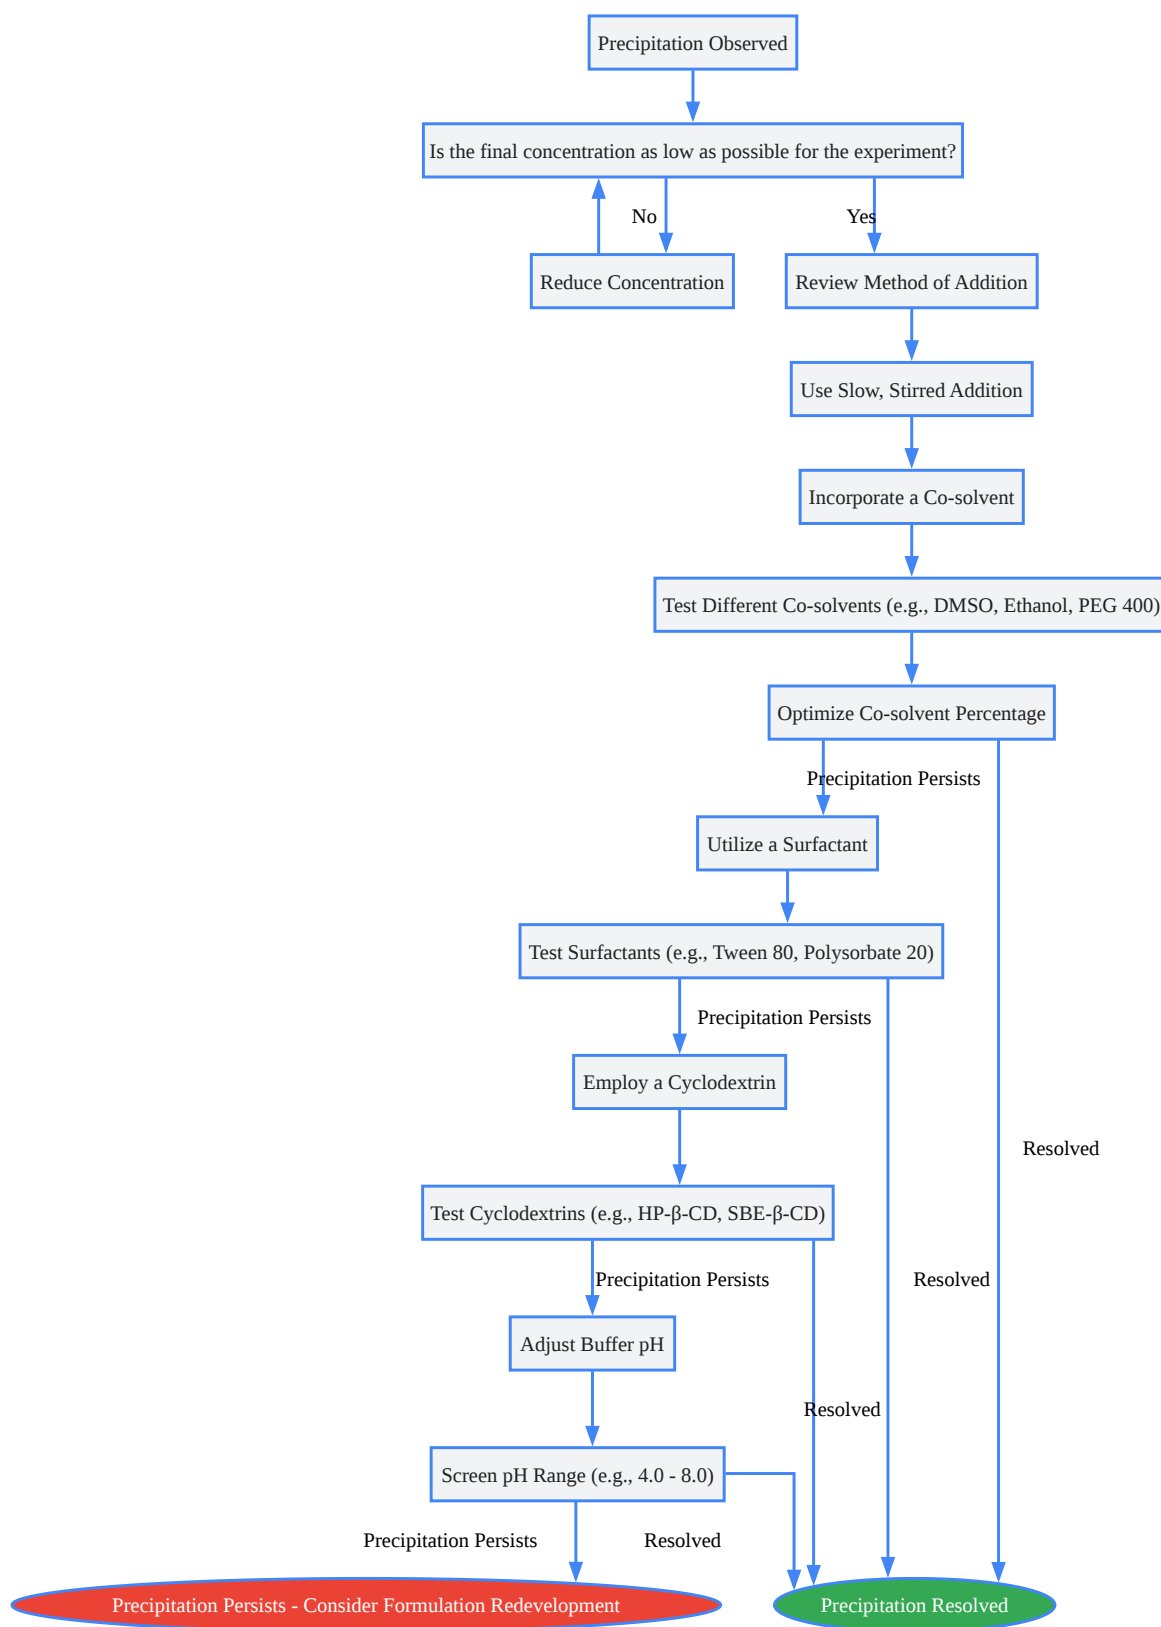 Precipitation Observed
Is the final concentration as low as possible for the experiment?
No
Yes
Reduce Concentration
Review Method of Addition
Use Slow, Stirred Addition
Incorporate a Co-solvent
Test Different Co-solvents (e.g., DMSO, Ethanol, PEG 400)
Optimize Co-solvent Percentage
Precipitation Persists
Utilize a Surfactant
Test Surfactants (e.g., Tween 80, Polysorbate 20)
Precipitation Persists
Employ a Cyclodextrin
Resolved
Test Cyclodextrins (e.g., HP-β-CD, SBE-β-CD)
Precipitation Persists
Resolved
Adjust Buffer pH
Resolved
Screen pH Range (e.g., 4.0 - 8.0)
Precipitation Persists
Resolved
Precipitation Persists - Consider Formulation Redevelopment
Precipitation Resolved